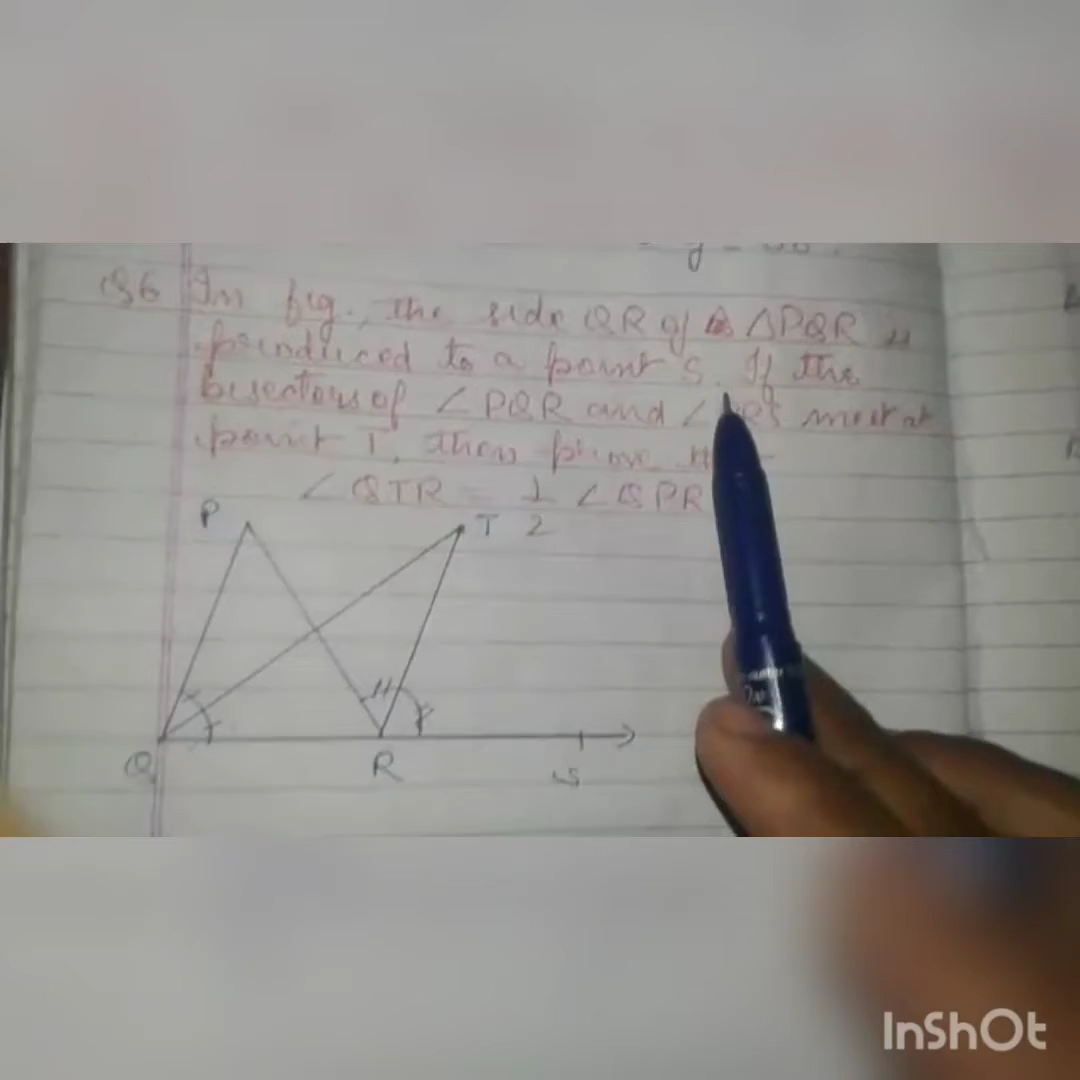 Q6 In fig., the side QR of △PQR is
produced to a point S. If the
bisectors of ∠PQR and ∠PRS meet at
point T, then prove
∠QTR = 1/2 ∠QPR
P
T
Q
R
S
InShOt